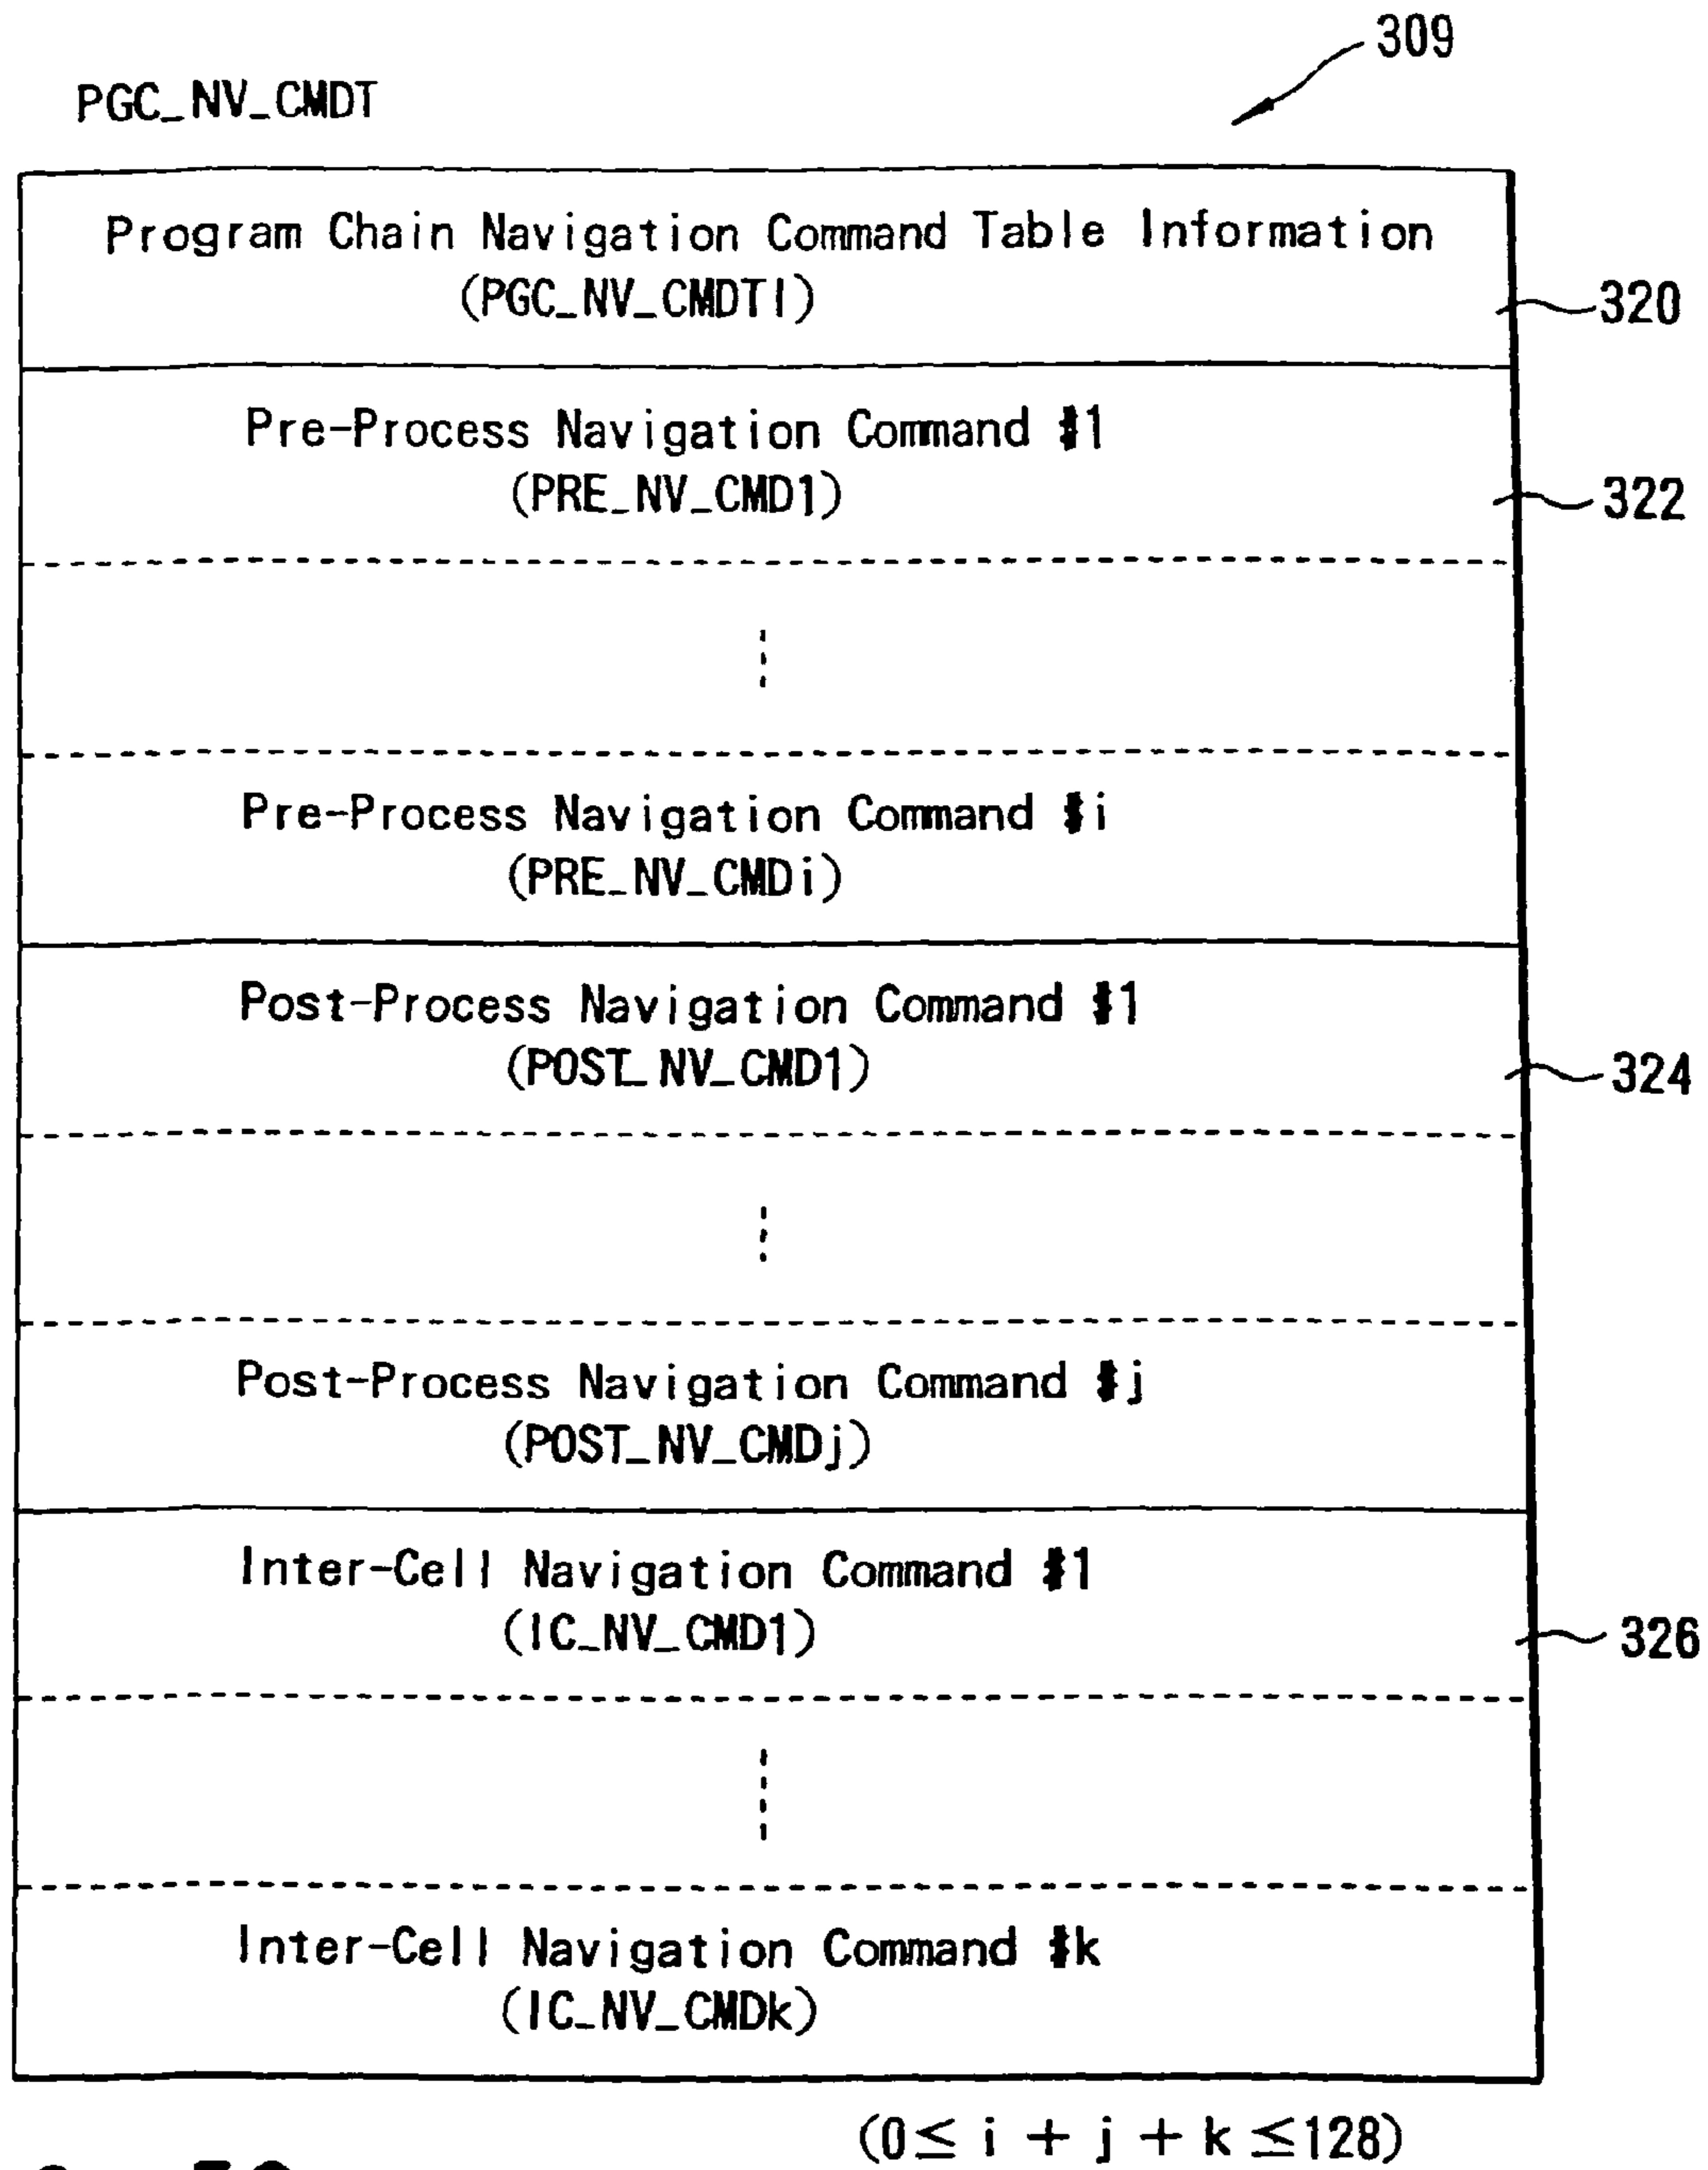 309
PGC_NV_CMDT
Program Chain Navigation Command Table Information
(PGC_NV_CMDTI)
320
Pre-Process Navigation Command #1
(PRE_NV_CMD1)
322
Pre-Process Navigation Command #i
(PRE_NV_CMDi)
Post-Process Navigation Command #1
(POST_NV_CMD1)
324
Post-Process Navigation Command #j
(POST_NV_CMDj)
Inter-Cell Navigation Command #1
(IC_NV_CMD1)
326
Inter-Cell Navigation Command #k
(IC_NV_CMDk)
(0≤ i + j + k ≤128)